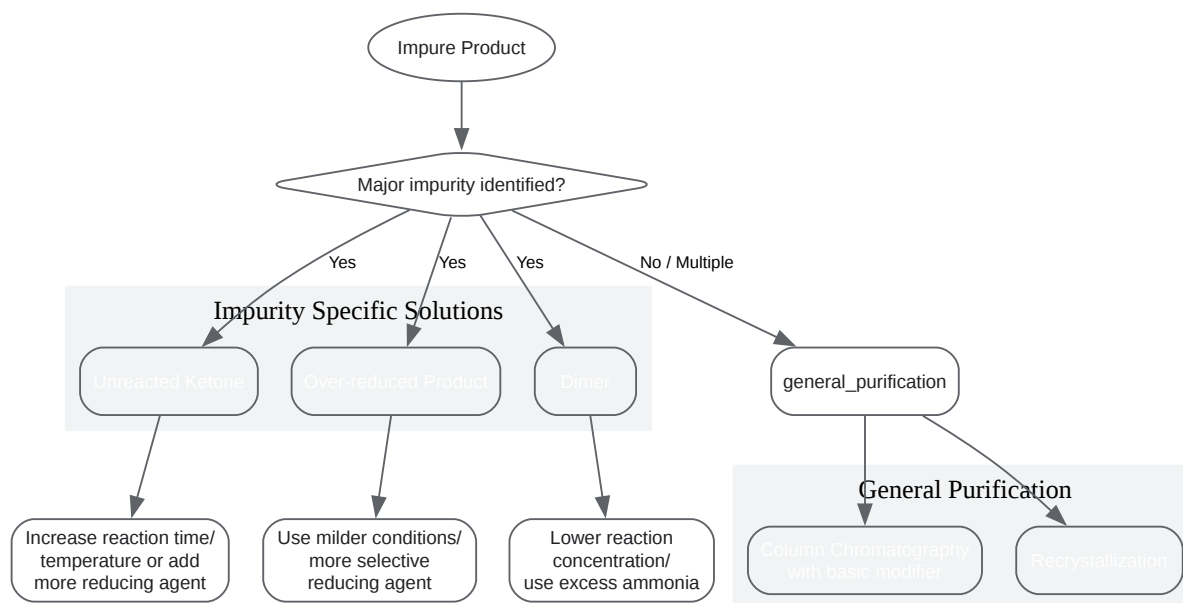 Impure Product
Major impurity identified?
Yes
Yes
Yes
No / Multiple
Impurity Specific Solutions
Unreacted Ketone
Over-reduced Product
Dimer
general_purification
General Purification
Column Chromatography
with basic modifier
Recrystallization
Increase reaction time/
temperature or add
more reducing agent
Use milder conditions/
more selective
reducing agent
Lower reaction
concentration/
use excess ammonia